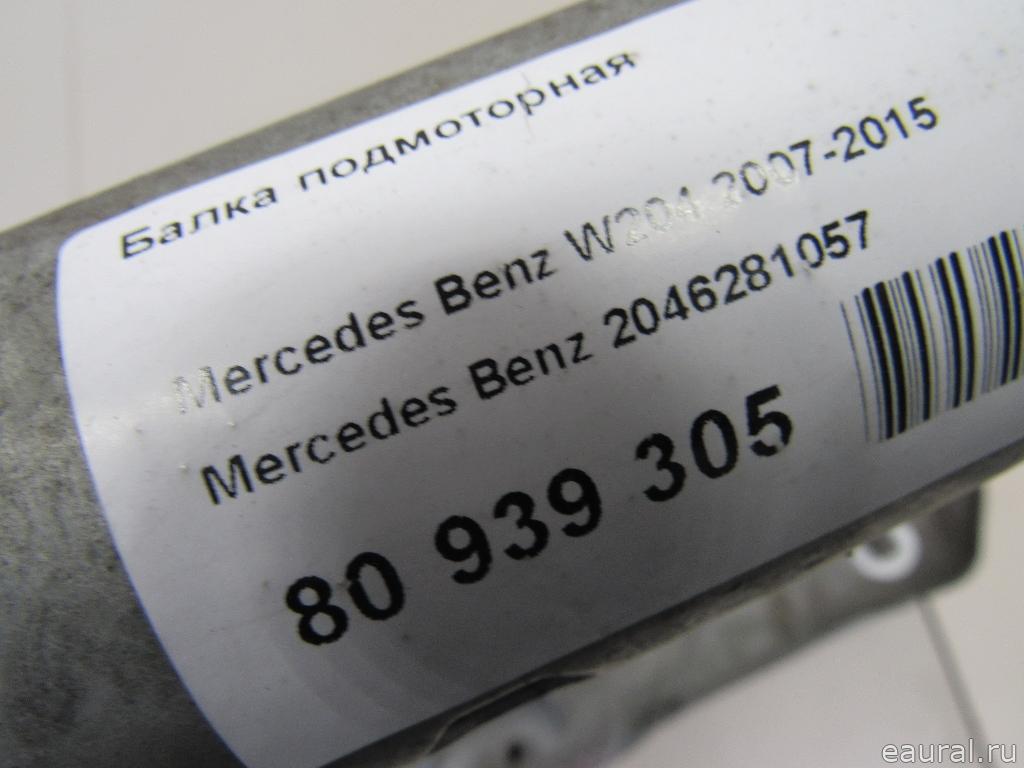 Балка подмоторная
Mercedes Benz W204 2007-2015
Mercedes Benz 2046281057
80 939 305
eaural.ru